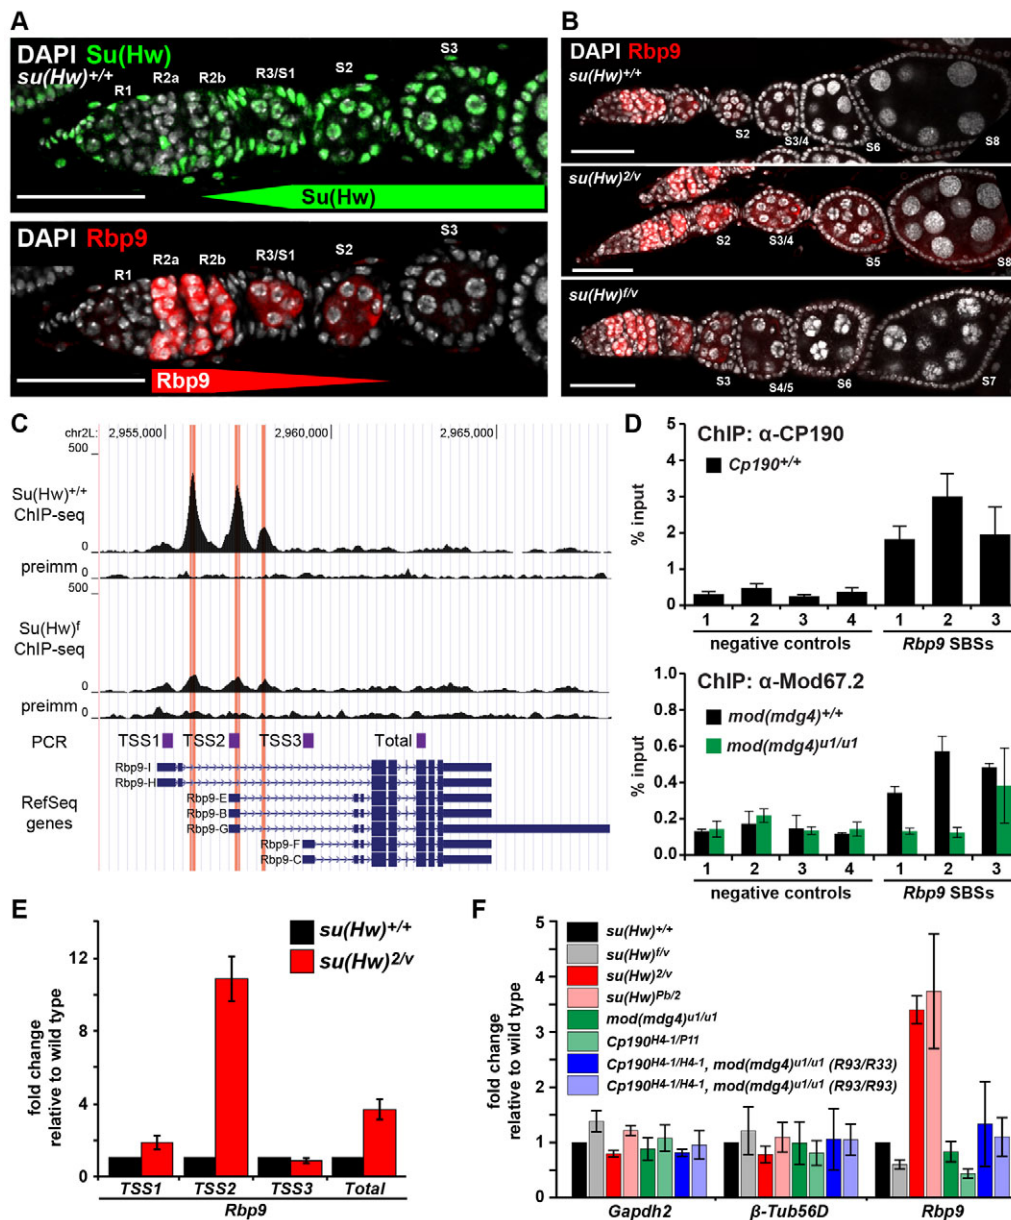 A
DAPI Su(Hw)
su(Hw)+/+
R1 R2a R2b R3/S1 S2 S3
Su(Hw)
DAPI Rbp9
R1 R2a R2b R3/S1 S2 S3
Rbp9
B
DAPI Rbp9
su(Hw)+/+
S2 S3/4 S6 S8
su(Hw)2/v
S2 S3/4 S5 S8
su(Hw)f/v
S3 S4/5 S6 S7
C
chr2L: 2,955,000 2,960,000 2,965,000
500
Su(Hw)+/+
ChIP-seq
0
preimm
0
500
Su(Hw)f
ChIP-seq
0
preimm
0
PCR TSS1 TSS2 TSS3 Total
RefSeq
genes
Rbp9-I
Rbp9-H
Rbp9-E
Rbp9-B
Rbp9-G
Rbp9-F
Rbp9-C
D
ChIP: α-CP190
Cp190+/+
% input
5
4
3
2
1
0
1 2 3 4 1 2 3
negative controls Rbp9 SBSs
ChIP: α-Mod67.2
mod(mdg4)+/+
mod(mdg4)u1/u1
% input
1.0
0.8
0.6
0.4
0.2
0.0
1 2 3 4 1 2 3
negative controls Rbp9 SBSs
E
su(Hw)+/+
su(Hw)2/v
fold change
relative to wild type
12
8
4
0
TSS1 TSS2 TSS3 Total
Rbp9
F
su(Hw)+/+
su(Hw)f/v
su(Hw)2/v
su(Hw)Pb/2
mod(mdg4)u1/u1
Cp190H4-1/P11
Cp190H4-1/H4-1, mod(mdg4)u1/u1 (R93/R33)
Cp190H4-1/H4-1, mod(mdg4)u1/u1 (R93/R93)
fold change
relative to wild type
5
4
3
2
1
0
Gapdh2 β-Tub56D Rbp9